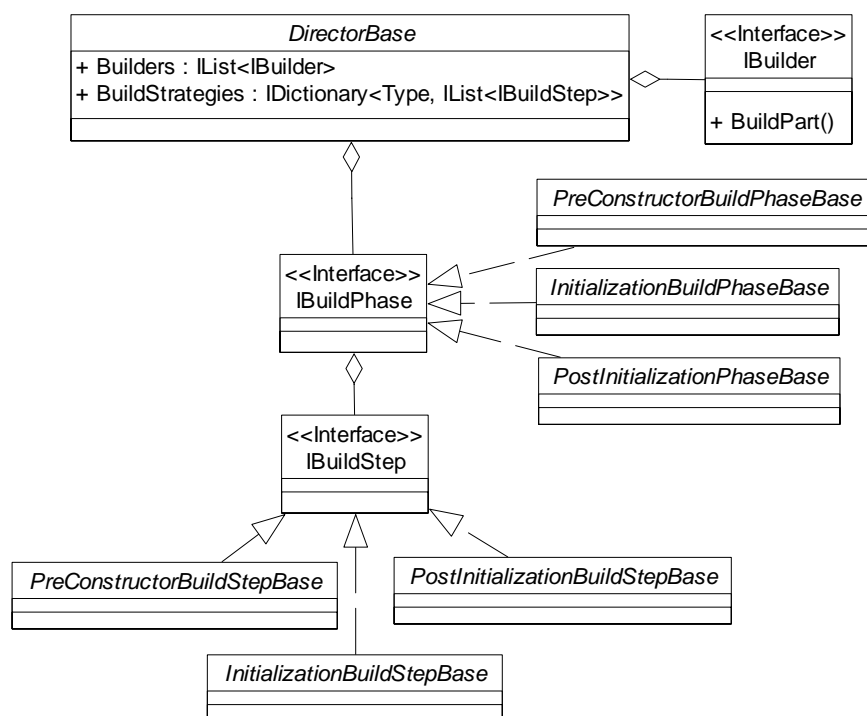 DirectorBase
+ Builders : IList<IBuilder>
+ BuildStrategies : IDictionary<Type, IList<IBuildStep>>
<<Interface>>
IBuilder
+ BuildPart()
PreConstructorBuildPhaseBase
<<Interface>>
IBuildPhase
InitializationBuildPhaseBase
PostInitializationPhaseBase
<<Interface>>
IBuildStep
PreConstructorBuildStepBase
PostInitializationBuildStepBase
InitializationBuildStepBase